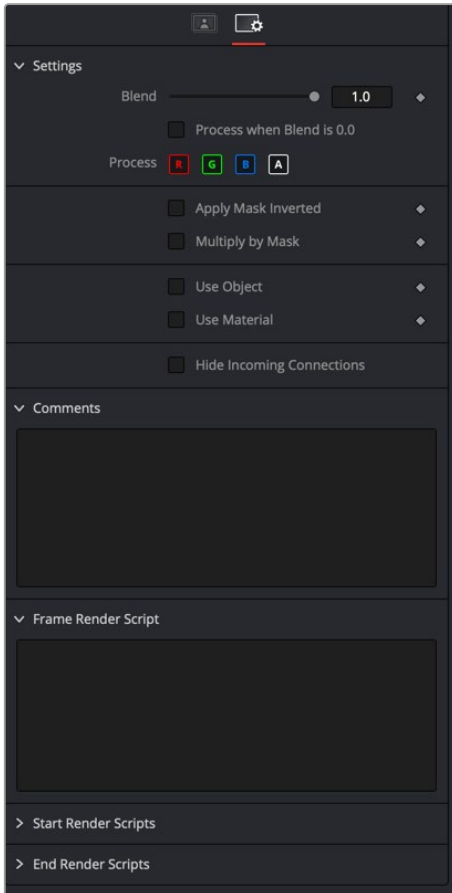 Settings
Blend 1.0
Process when Blend is 0.0
Process R G B A
Apply Mask Inverted
Multiply by Mask
Use Object
Use Material
Hide Incoming Connections
Comments
Frame Render Script
Start Render Scripts
End Render Scripts